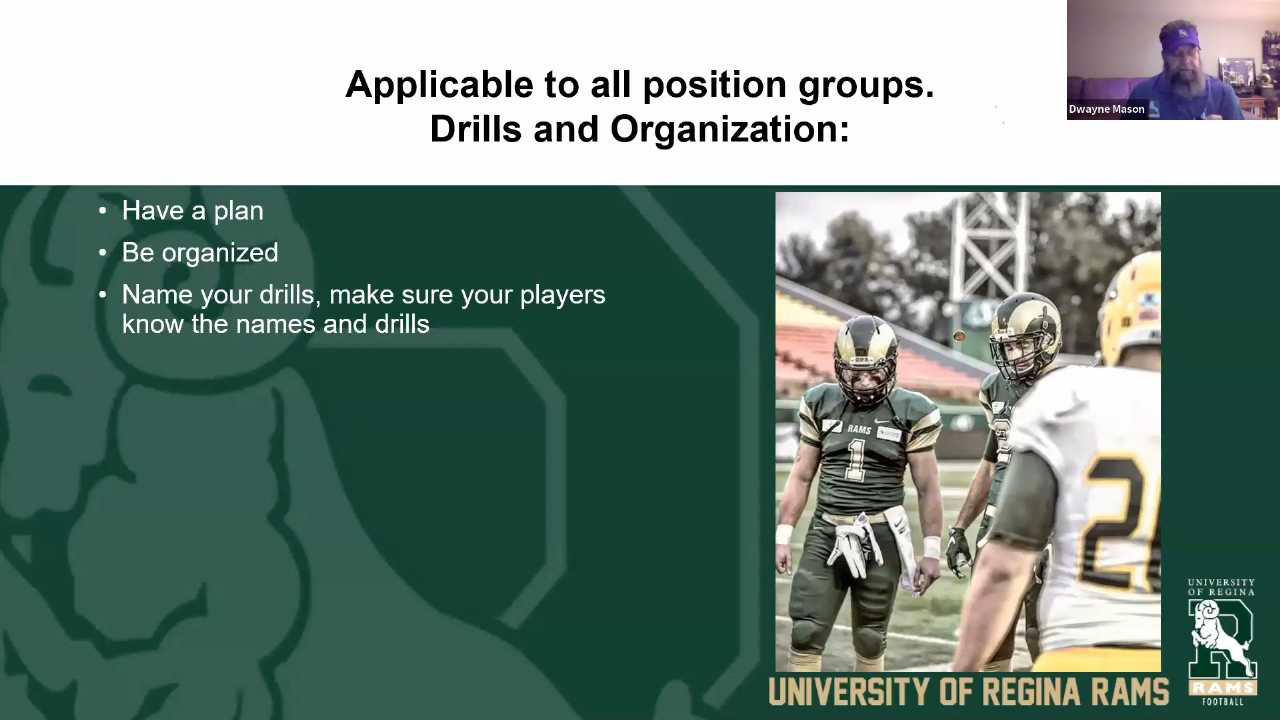 Applicable to all position groups.
Drills and Organization:
Dwayne Mason
• Have a plan
• Be organized
• Name your drills, make sure your players
know the names and drills
RAMS
1
2
UNIVERSITY OF REGINA RAMS
UNIVERSITY
OF REGINA
R
RAMS
FOOTBALL